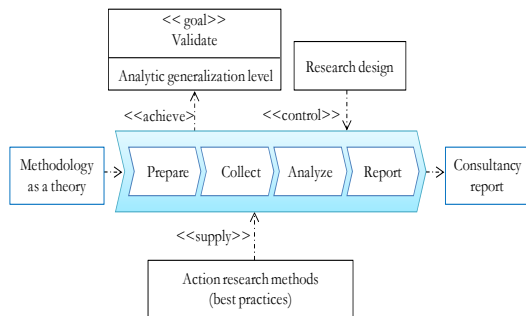 << goal>>
Validate
Analytic generalization level
Research design
<<achieve>>
<<control>>
Methodology
as a theory
Prepare
Collect
Analyze
Report
Consultancy
report
<<supply>>
Action research methods
(best practices)